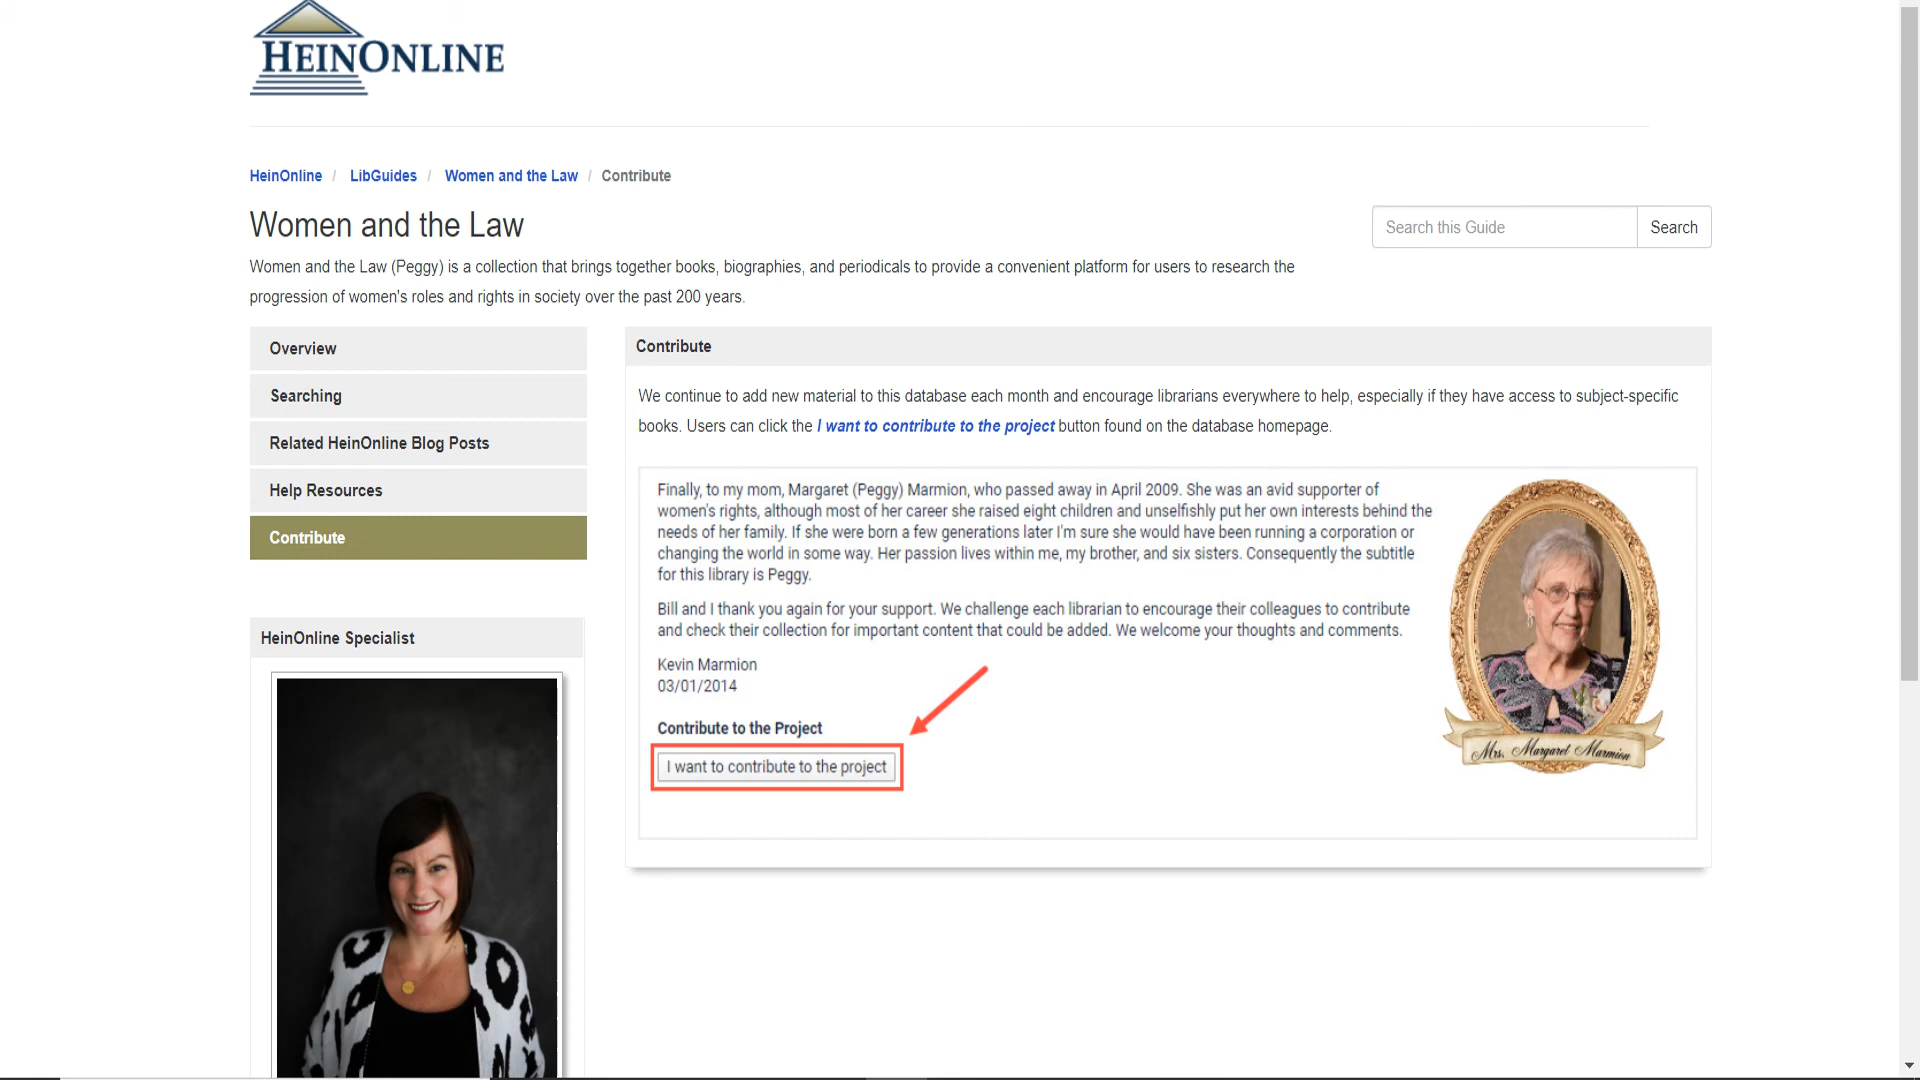 HEINONLINE
HeinOnline / LibGuides / Women and the Law / Contribute
Women and the Law
Search this Guide
Search
Women and the Law (Peggy) is a collection that brings together books, biographies, and periodicals to provide a convenient platform for users to research the
progression of women's roles and rights in society over the past 200 years.
Overview
Searching
Related HeinOnline Blog Posts
Help Resources
Contribute
HeinOnline Specialist
Contribute
We continue to add new material to this database each month and encourage librarians everywhere to help, especially if they have access to subject-specific
books. Users can click the I want to contribute to the project button found on the database homepage.
Finally, to my mom, Margaret (Peggy) Marmion, who passed away in April 2009. She was an avid supporter of
women's rights, although most of her career she raised eight children and unselfishly put her own interests behind the
needs of her family. If she were born a few generations later I'm sure she would have been running a corporation or
changing the world in some way. Her passion lives within me, my brother, and six sisters. Consequently the subtitle
for this library is Peggy.
Bill and I thank you again for your support. We challenge each librarian to encourage their colleagues to contribute
and check their collection for important content that could be added. We welcome your thoughts and comments.
Kevin Marmion
03/01/2014
Contribute to the Project
I want to contribute to the project
Mrs. Margaret Marmion